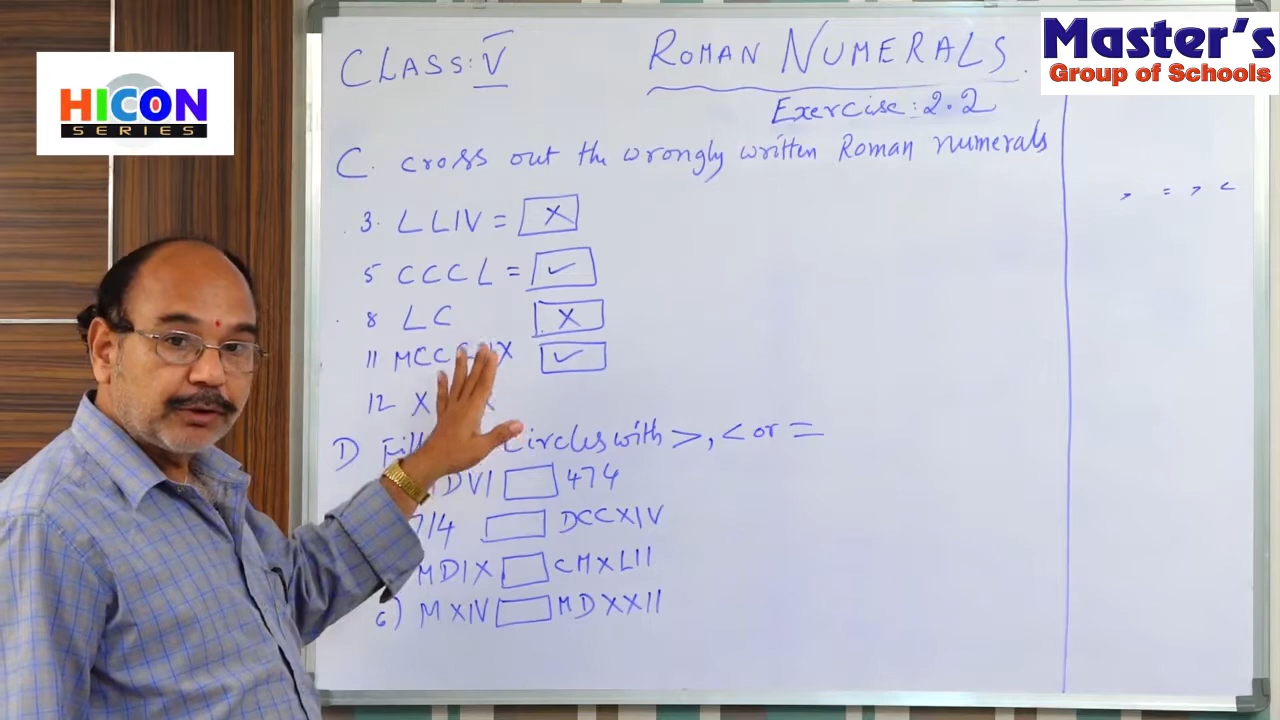 HICON
SERIES
Master's
Group of Schools
CLASS: V
ROMAN NUMERALS
Exercise: 2.2
C. cross out the wrongly written Roman numerals
> = > <
3. LLIV = X
5 CCCL = ✓
8 LC X
11 MCC X ✓
12 X
D Circles with >, < or =
DVI 474
714 DCCXIV
MDIX CMXLII
6) MXIV MDXXII